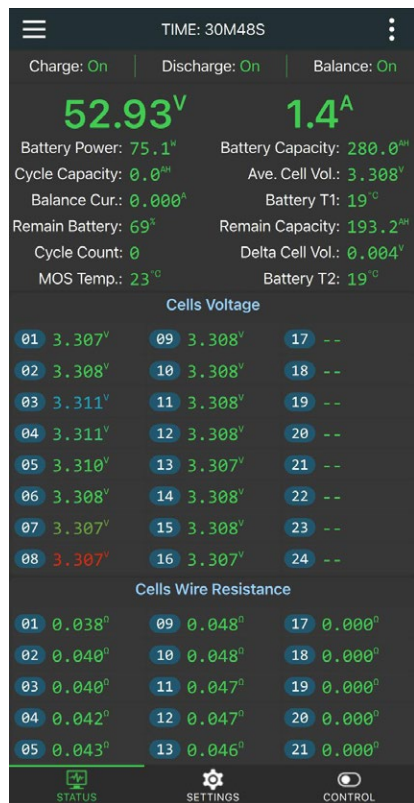 TIME: 30M48S
Charge: On Discharge: On Balance: On
52.93V 1.4A
Battery Power: 75.1W Battery Capacity: 280.0AH
Cycle Capacity: 0.0AH Ave. Cell Vol.: 3.308V
Balance Cur.: 0.000A Battery T1: 19°C
Remain Battery: 69% Remain Capacity: 193.2AH
Cycle Count: 0 Delta Cell Vol.: 0.004V
MOS Temp.: 23°C Battery T2: 19°C
Cells Voltage
01 3.307V 09 3.308V 17 --
02 3.308V 10 3.308V 18 --
03 3.311V 11 3.308V 19 --
04 3.311V 12 3.308V 20 --
05 3.310V 13 3.307V 21 --
06 3.308V 14 3.308V 22 --
07 3.307V 15 3.308V 23 --
08 3.307V 16 3.307V 24 --
Cells Wire Resistance
01 0.038Ω 09 0.048Ω 17 0.000Ω
02 0.040Ω 10 0.048Ω 18 0.000Ω
03 0.040Ω 11 0.047Ω 19 0.000Ω
04 0.042Ω 12 0.047Ω 20 0.000Ω
05 0.043Ω 13 0.046Ω 21 0.000Ω
STATUS SETTINGS CONTROL